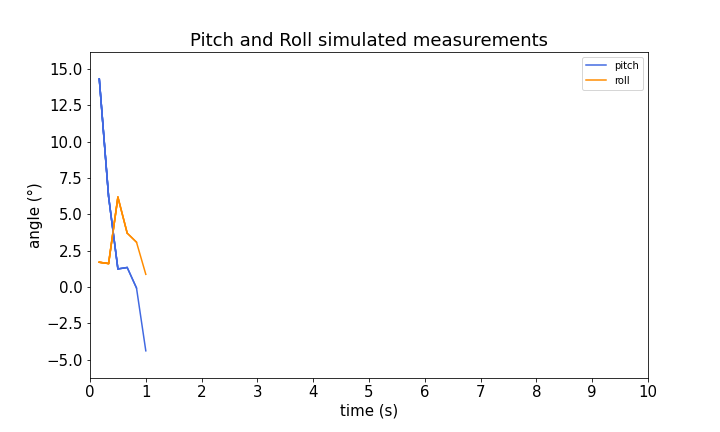 Pitch and Roll simulated measurements
pitch
roll
angle (°)
15.0
12.5
10.0
7.5
5.0
2.5
0.0
−2.5
−5.0
0 1 2 3 4 5 6 7 8 9 10
time (s)